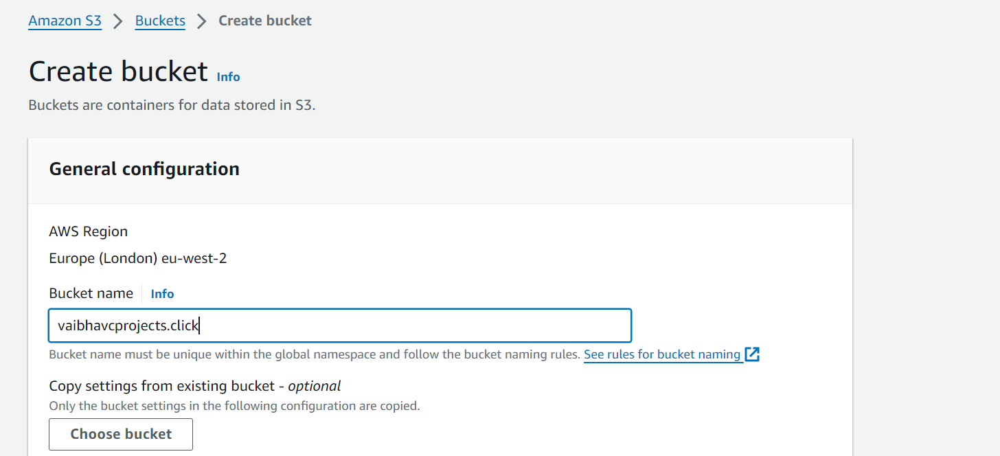 Amazon S3 > Buckets > Create bucket
Create bucket Info
Buckets are containers for data stored in S3.
General configuration
AWS Region
Europe (London) eu-west-2
Bucket name Info
vaibhavcprojects.click
Bucket name must be unique within the global namespace and follow the bucket naming rules. See rules for bucket naming
Copy settings from existing bucket - optional
Only the bucket settings in the following configuration are copied.
Choose bucket